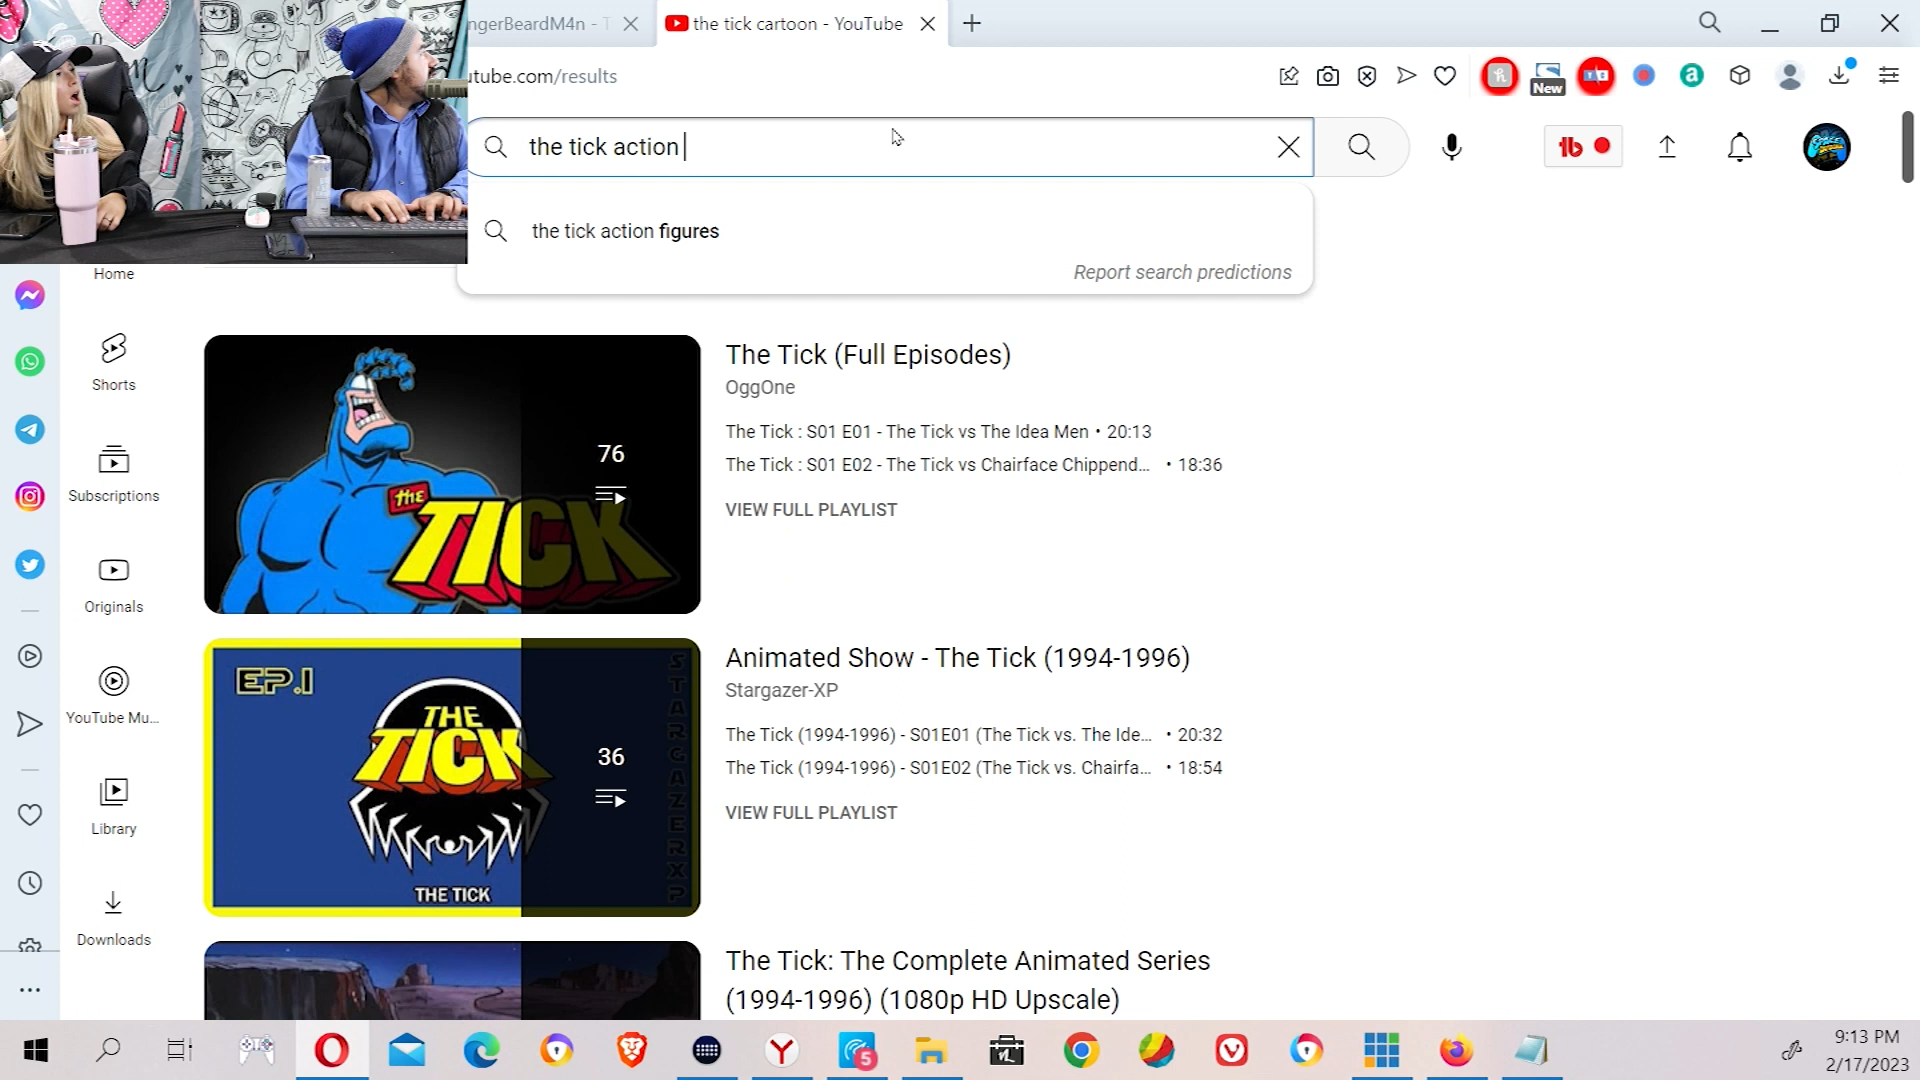 ngerBeardM4n - T
the tick cartoon - YouTube
utube.com/results
New
the tick action
the tick action figures
Report search predictions
Home
Shorts
Subscriptions
Originals
YouTube Mu...
Library
Downloads
76
the
TICK
The Tick (Full Episodes)
OggOne
The Tick : S01 E01 - The Tick vs The Idea Men • 20:13
The Tick : S01 E02 - The Tick vs Chairface Chippend... • 18:36
VIEW FULL PLAYLIST
EP.1
THE
TICK
THE TICK
STARGAZERXP
36
Animated Show - The Tick (1994-1996)
Stargazer-XP
The Tick (1994-1996) - S01E01 (The Tick vs. The Ide... • 20:32
The Tick (1994-1996) - S01E02 (The Tick vs. Chairfa... • 18:54
VIEW FULL PLAYLIST
The Tick: The Complete Animated Series
(1994-1996) (1080p HD Upscale)
5
9:13 PM
2/17/2023